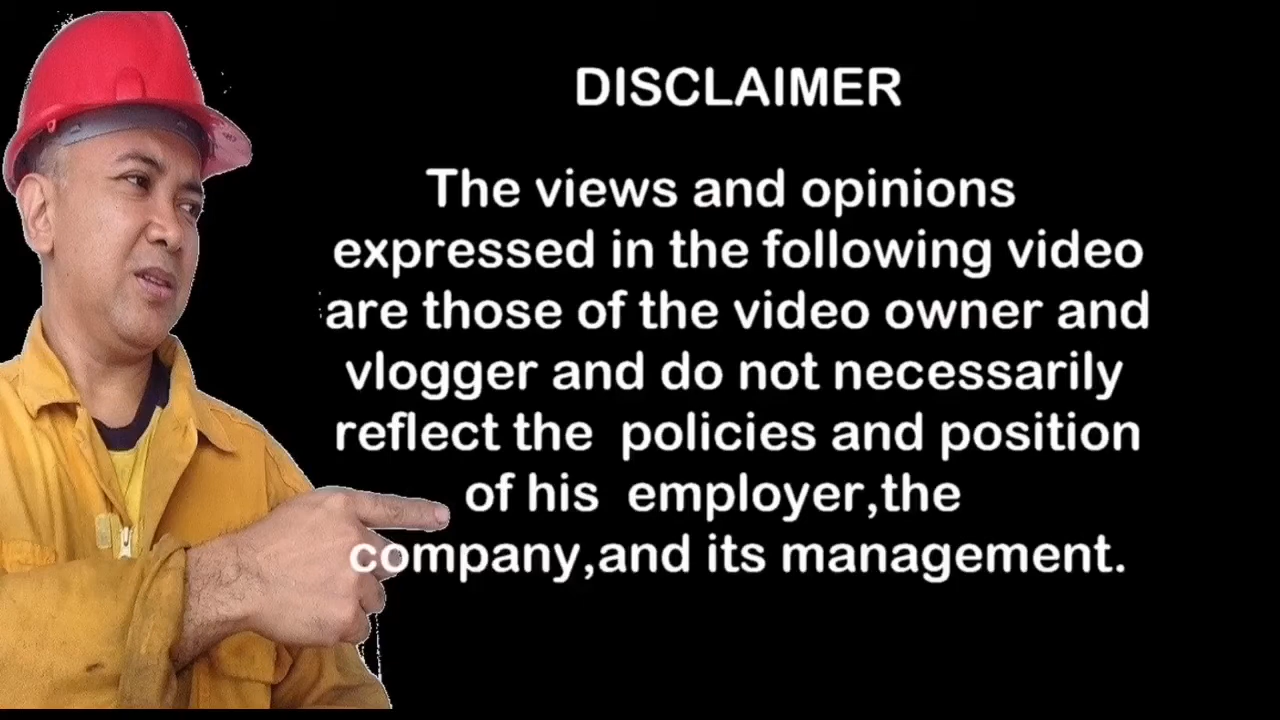 DISCLAIMER
The views and opinions
expressed in the following video
are those of the video owner and
vlogger and do not necessarily
reflect the  policies and position
of his  employer,the
company,and its management.